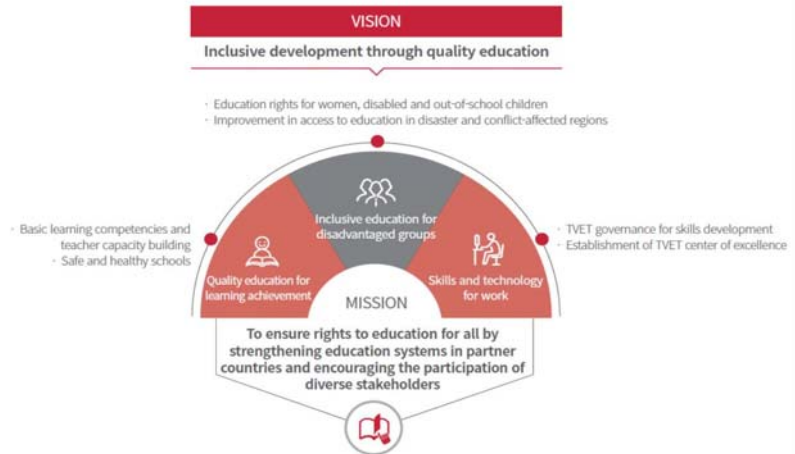 VISION
Inclusive development through quality education
· Education rights for women, disabled and out-of-school children
· Improvement in access to education in disaster and conflict-affected regions
· Basic learning competencies and
teacher capacity building
· Safe and healthy schools
Quality education for
learning achievement
Inclusive education for
disadvantaged groups
Skills and technology
for work
· TVET governance for skills development
· Establishment of TVET center of excellence
MISSION
To ensure rights to education for all by
strengthening education systems in partner
countries and encouraging the participation of
diverse stakeholders